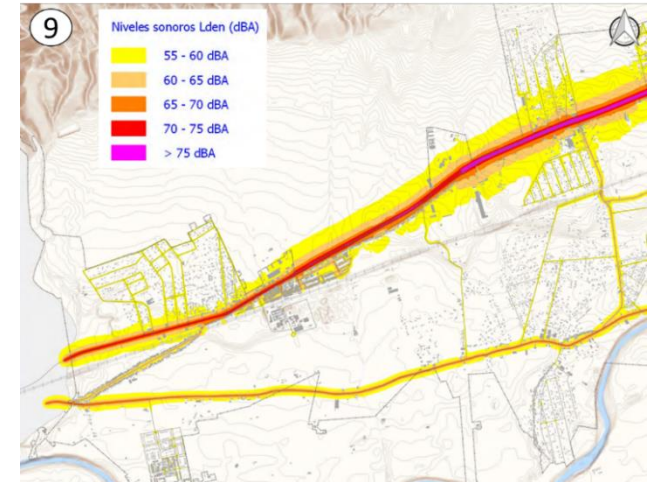 9
Niveles sonoros Lden (dBA)
55 - 60 dBA
60 - 65 dBA
65 - 70 dBA
70 - 75 dBA
> 75 dBA